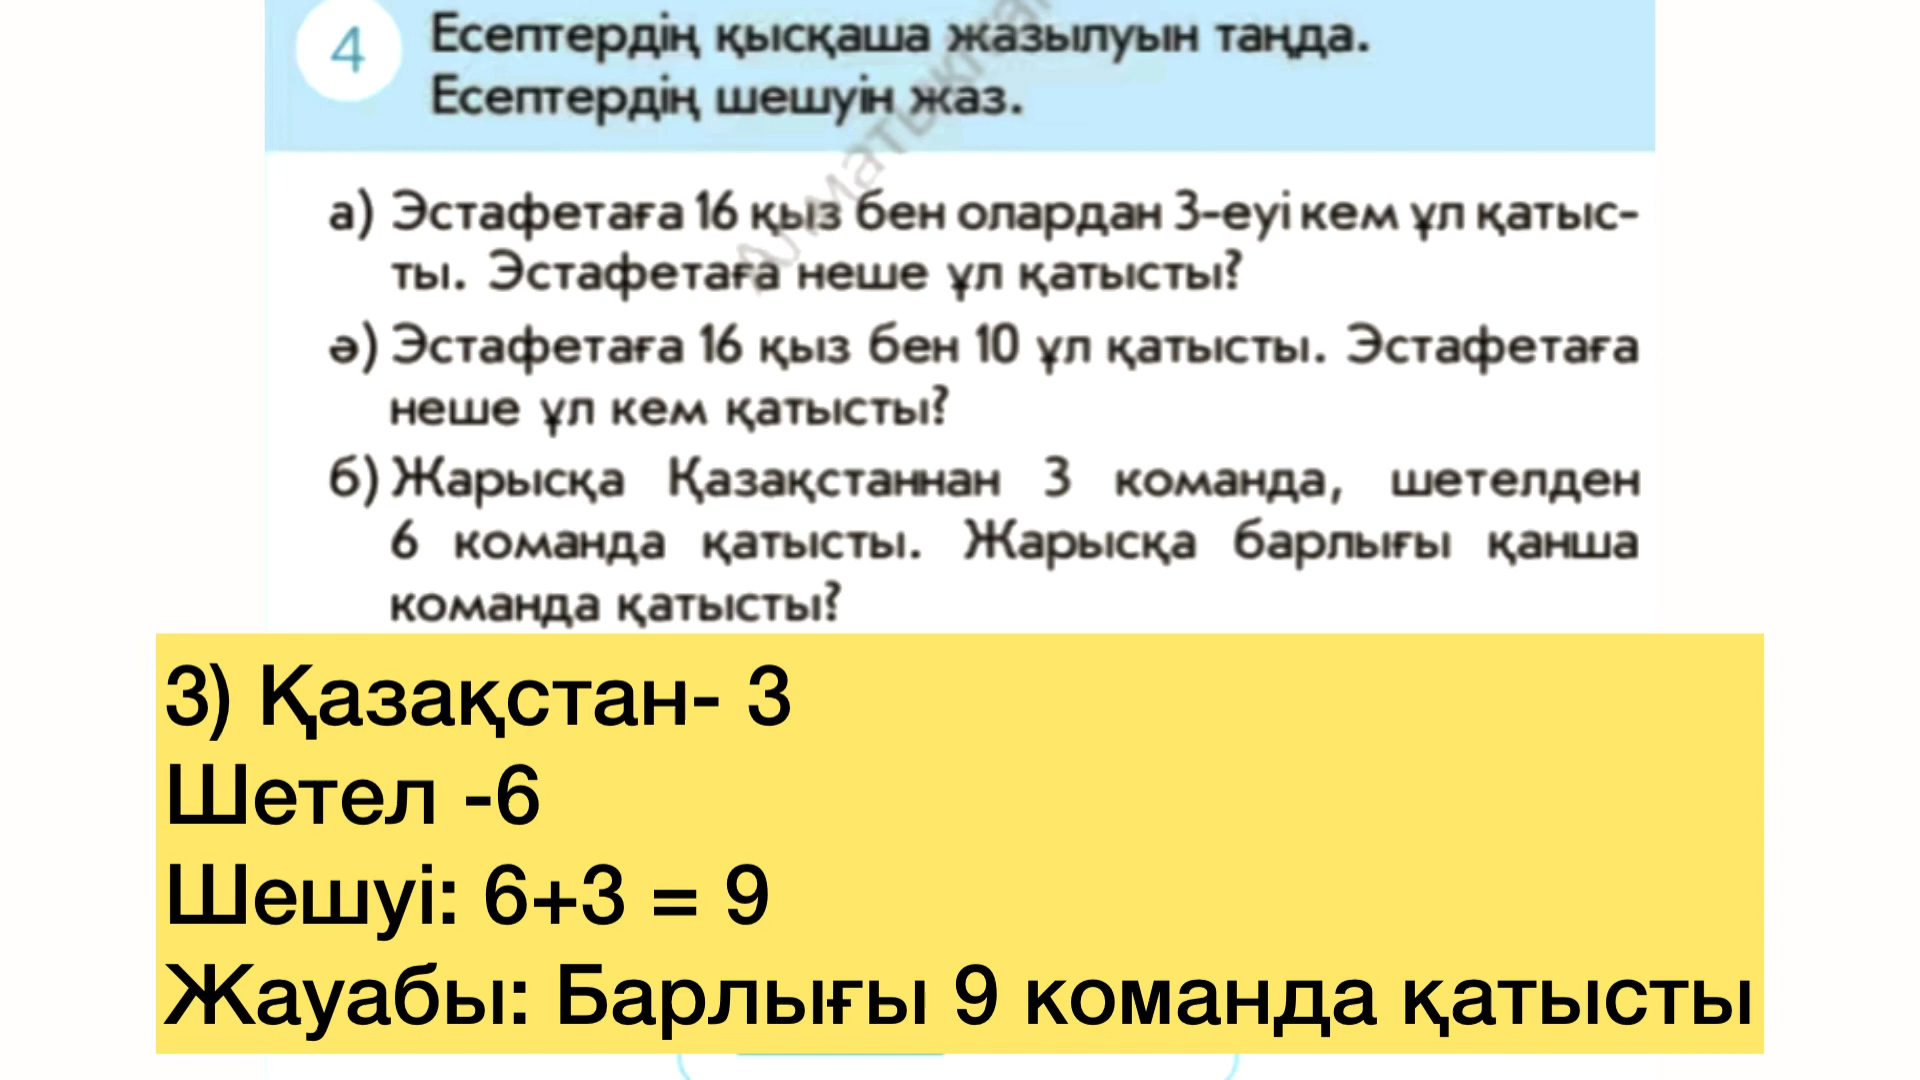 4
Есептердің қысқаша жазылуын таңда.
Есептердің шешуін жаз.
а) Эстафетаға 16 қыз бен олардан 3-еуі кем ұл қатыс-
ты. Эстафетаға неше ұл қатысты?
ә) Эстафетаға 16 қыз бен 10 ұл қатысты. Эстафетаға
неше ұл кем қатысты?
б) Жарысқа Қазақстаннан 3 команда, шетелден
6 команда қатысты. Жарысқа барлығы қанша
команда қатысты?
3) Қазақстан- 3
Шетел -6
Шешуі: 6+3 = 9
Жауабы: Барлығы 9 команда қатысты